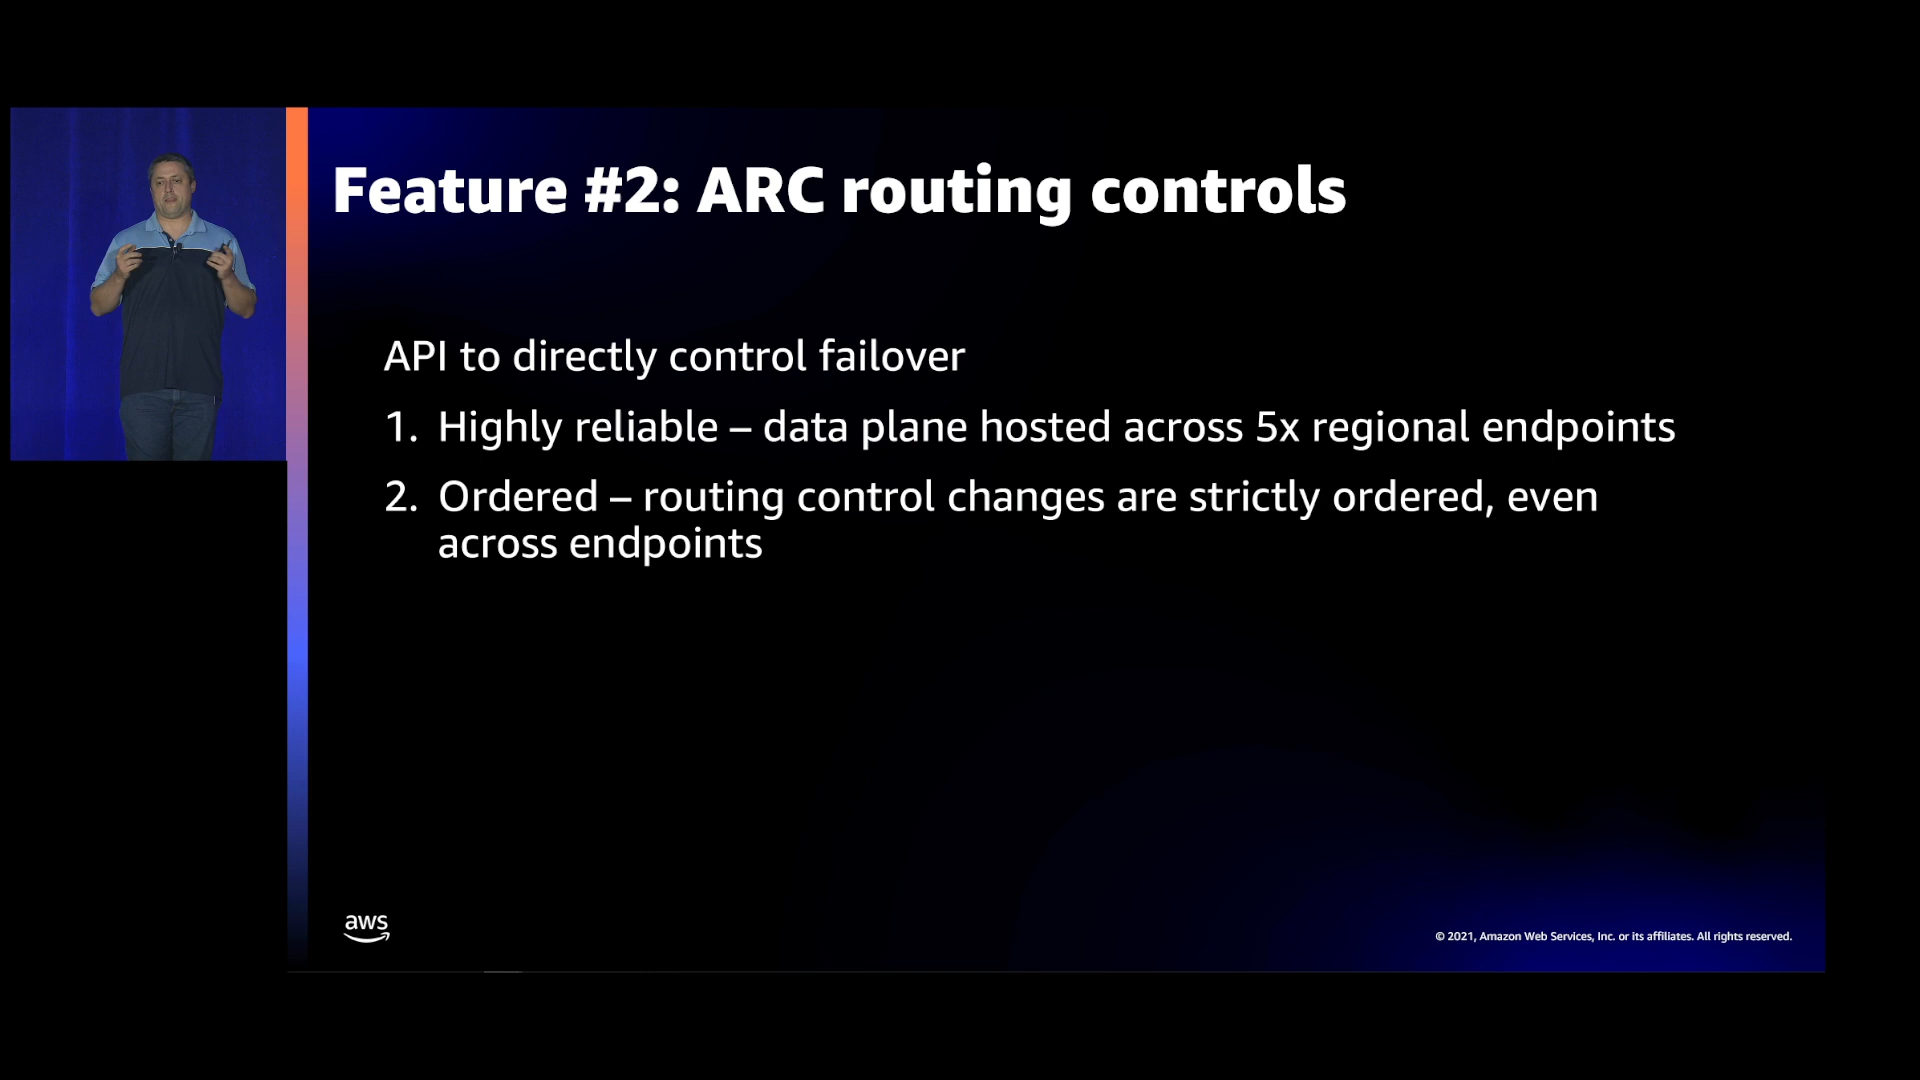 Feature #2: ARC routing controls
API to directly control failover
1. Highly reliable – data plane hosted across 5x regional endpoints
2. Ordered – routing control changes are strictly ordered, even
across endpoints
aws
© 2021, Amazon Web Services, Inc. or its affiliates. All rights reserved.